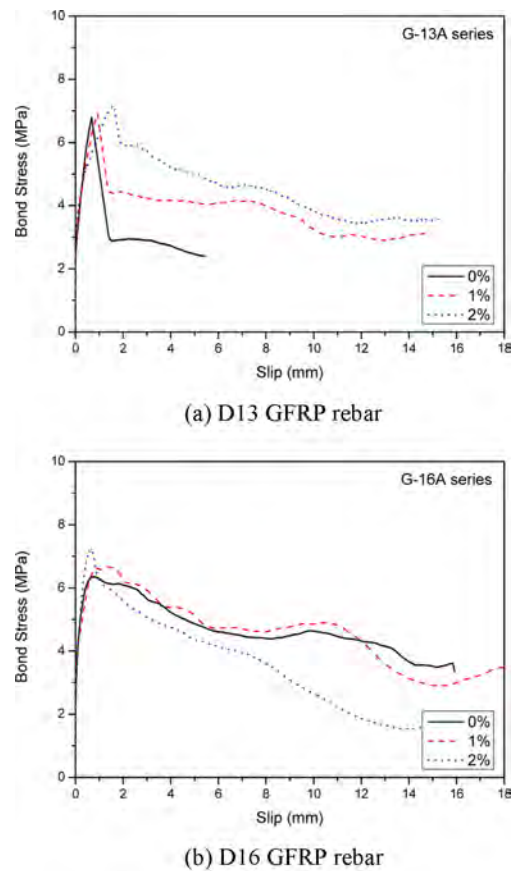 G-13A series
10
8
6
4
2
0
Bond Stress (MPa)
0%
1%
2%
0 2 4 6 8 10 12 14 16 18
Slip (mm)
(a) D13 GFRP rebar
G-16A series
10
8
6
4
2
0
Bond Stress (MPa)
0%
1%
2%
0 2 4 6 8 10 12 14 16 18
Slip (mm)
(b) D16 GFRP rebar